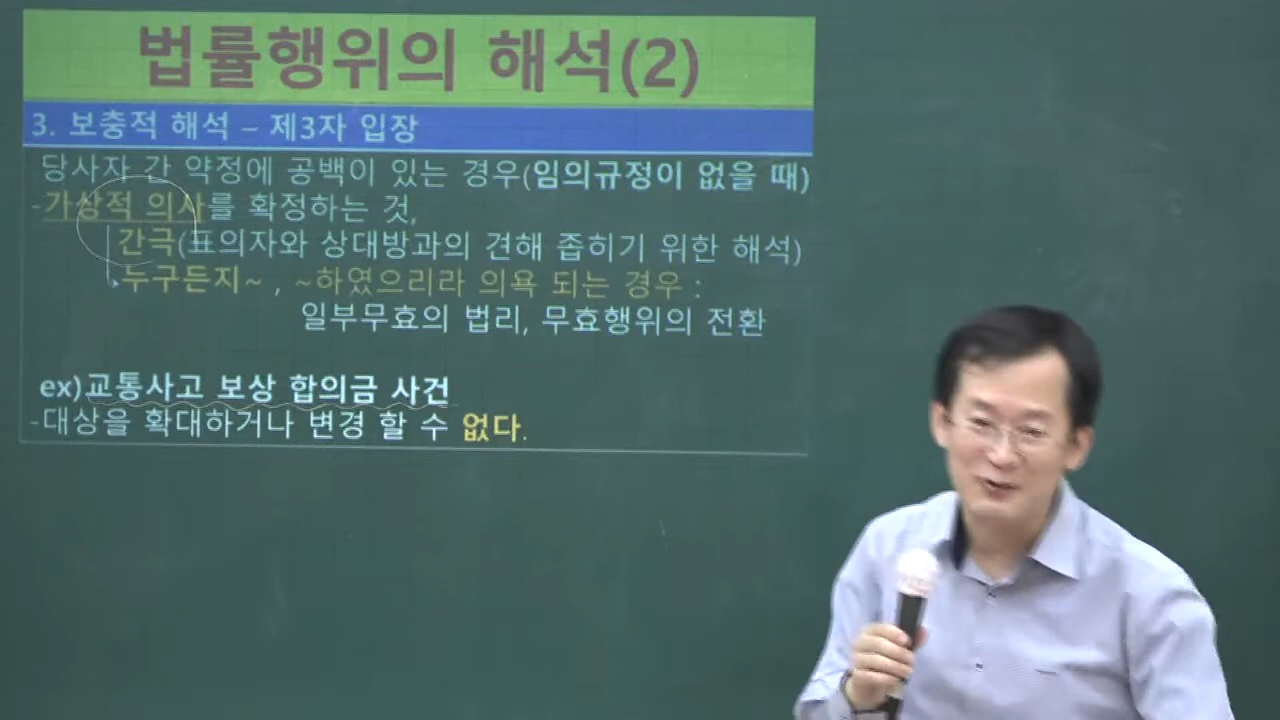 법률행위의 해석(2)
3. 보충적 해석 – 제3자 입장
당사자 간 약정에 공백이 있는 경우(임의규정이 없을 때)
-가상적 의사를 확정하는 것,
간극(표의자와 상대방과의 견해 좁히기 위한 해석)
누구든지~ , ~하였으리라 의욕 되는 경우 :
일부무효의 법리, 무효행위의 전환
ex)교통사고 보상 합의금 사건
-대상을 확대하거나 변경 할 수 없다.